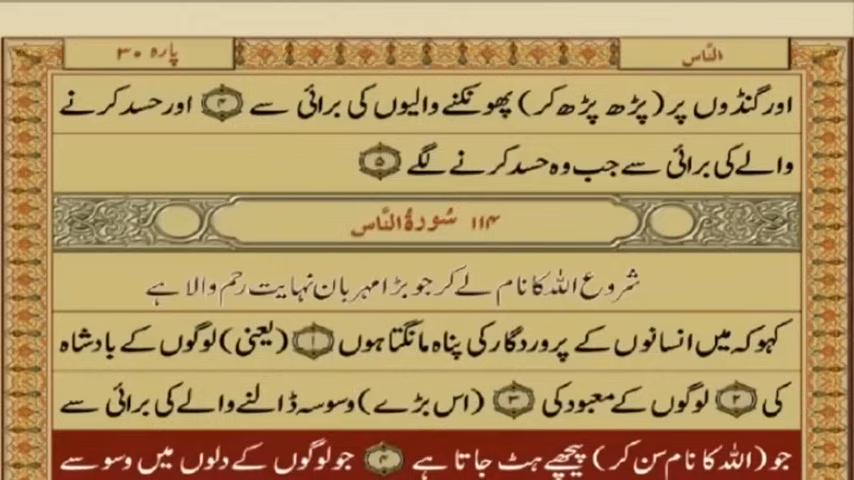 پارہ ۳۰
النَّاس
اور گنڈوں پر (پڑھ پڑھ کر) پھونکنے والیوں کی برائی سے ۴ اور حسد کرنے
والے کی برائی سے جب وہ حسد کرنے لگے ۵
۱۱۴ سُورَةُ النَّاس
شروع اللہ کا نام لے کر جو بڑا مہربان نہایت رحم والا ہے
کہو کہ میں انسانوں کے پروردگار کی پناہ مانگتا ہوں ۱ (یعنی) لوگوں کے بادشاہ
کی ۲ لوگوں کے معبود کی ۳ (اس بڑے) وسوسہ ڈالنے والے کی برائی سے
جو (اللہ کا نام سن کر) پیچھے ہٹ جاتا ہے ۴ جو لوگوں کے دلوں میں وسوسے